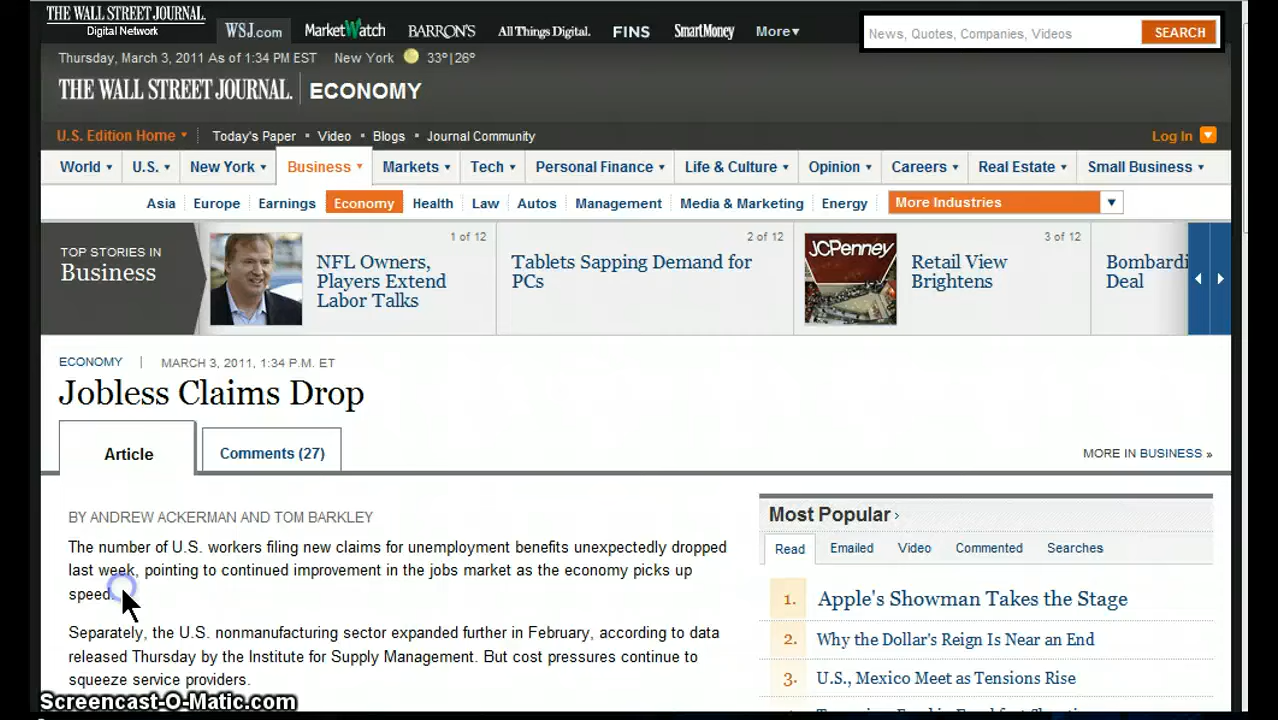 THE WALL STREET JOURNAL.
Digital Network
WSJ.com MarketWatch BARRON'S All Things Digital. FINS SmartMoney More▾
News, Quotes, Companies, Videos SEARCH
Thursday, March 3, 2011 As of 1:34 PM EST New York 33º|26º
THE WALL STREET JOURNAL. ECONOMY
U.S. Edition Home ▾ Today's Paper • Video • Blogs • Journal Community Log In
World ▾ U.S. ▾ New York ▾ Business ▾ Markets ▾ Tech ▾ Personal Finance ▾ Life & Culture ▾ Opinion ▾ Careers ▾ Real Estate ▾ Small Business ▾
Asia Europe Earnings Economy Health Law Autos Management Media & Marketing Energy More Industries
TOP STORIES IN
Business
1 of 12
NFL Owners,
Players Extend
Labor Talks
2 of 12
Tablets Sapping Demand for
PCs
JCPenney
3 of 12
Retail View
Brightens
Bombardi
Deal
ECONOMY | MARCH 3, 2011, 1:34 P.M. ET
Jobless Claims Drop
Article Comments (27)
MORE IN BUSINESS »
BY ANDREW ACKERMAN AND TOM BARKLEY
The number of U.S. workers filing new claims for unemployment benefits unexpectedly dropped
last week, pointing to continued improvement in the jobs market as the economy picks up
speed.
Separately, the U.S. nonmanufacturing sector expanded further in February, according to data
released Thursday by the Institute for Supply Management. But cost pressures continue to
squeeze service providers.
Most Popular ›
Read Emailed Video Commented Searches
1. Apple's Showman Takes the Stage
2. Why the Dollar's Reign Is Near an End
3. U.S., Mexico Meet as Tensions Rise
Screencast-O-Matic.com